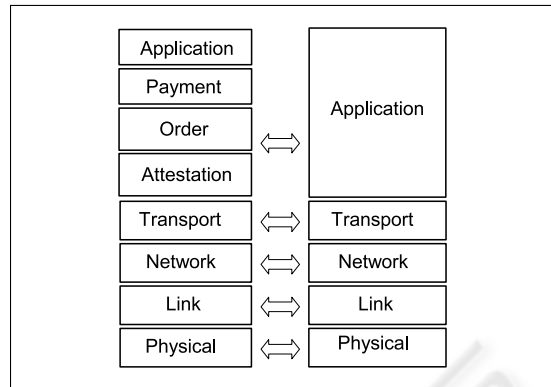 Application
Payment
Order
Attestation
Transport
Network
Link
Physical
Application
Transport
Network
Link
Physical